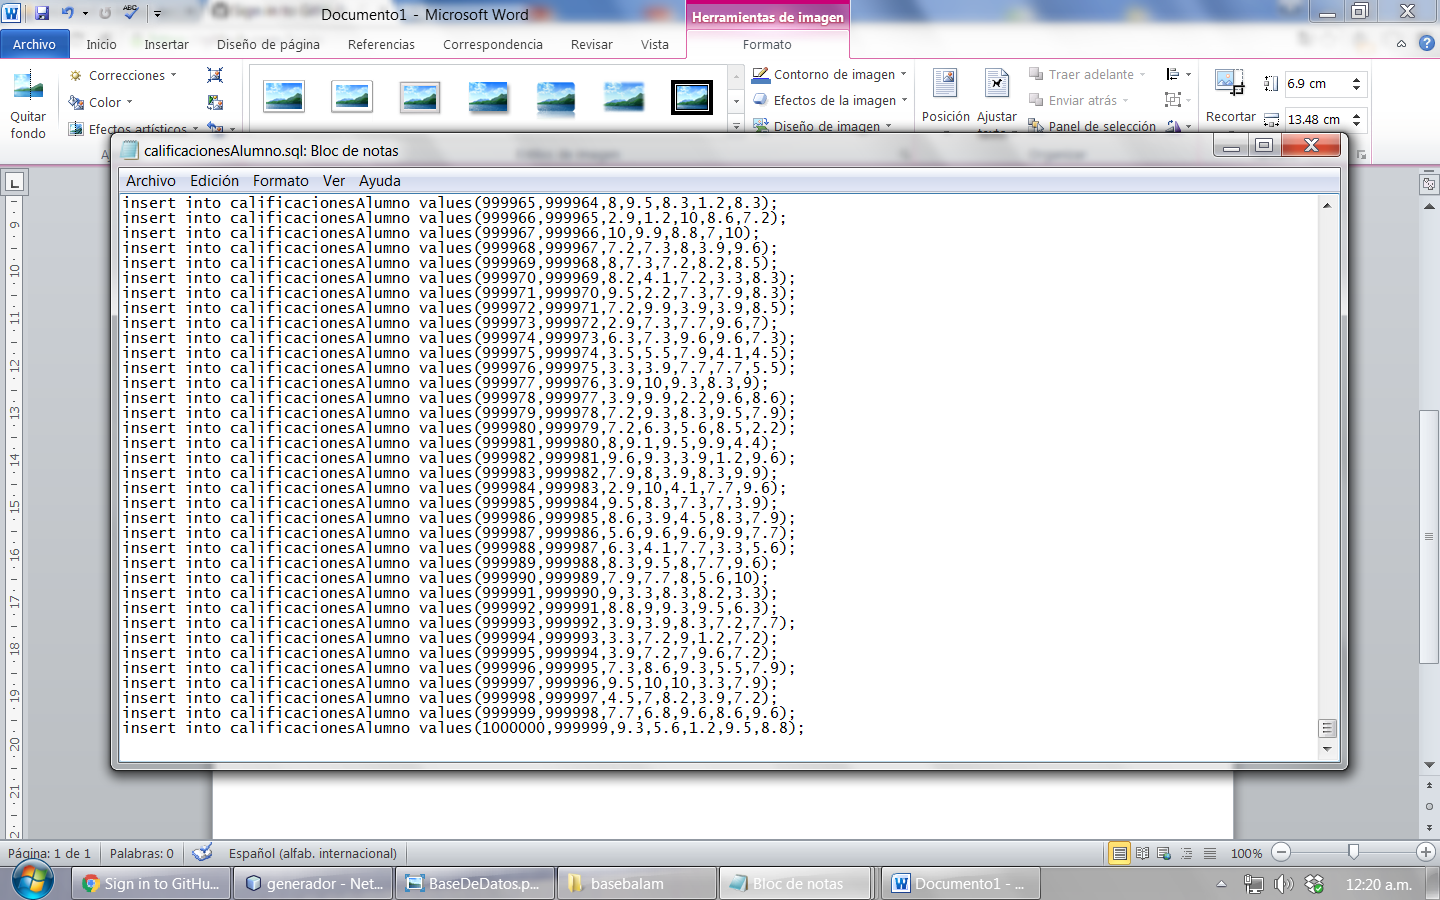 Documento1 - Microsoft Word
Herramientas de imagen
Archivo Inicio Insertar Diseño de página Referencias Correspondencia Revisar Vista Formato
Correcciones
Color
Efectos artísticos
Quitar fondo
Contorno de imagen
Efectos de la imagen
Diseño de imagen
Posición
Ajustar
Traer adelante
Enviar atrás
Panel de selección
Recortar
6.9 cm
13.48 cm
calificacionesAlumno.sql: Bloc de notas
Archivo Edición Formato Ver Ayuda
insert into calificacionesAlumno values(999965,999964,8,9.5,8.3,1.2,8.3);
insert into calificacionesAlumno values(999966,999965,2.9,1.2,10,8.6,7.2);
insert into calificacionesAlumno values(999967,999966,10,9.9,8.8,7,10);
insert into calificacionesAlumno values(999968,999967,7.2,7.3,8,3.9,9.6);
insert into calificacionesAlumno values(999969,999968,8,7.3,7.2,8.2,8.5);
insert into calificacionesAlumno values(999970,999969,8.2,4.1,7.2,3.3,8.3);
insert into calificacionesAlumno values(999971,999970,9.5,2.2,7.3,7.9,8.3);
insert into calificacionesAlumno values(999972,999971,7.2,9.9,3.9,3.9,8.5);
insert into calificacionesAlumno values(999973,999972,2.9,7.3,7.7,9.6,7);
insert into calificacionesAlumno values(999974,999973,6.3,7.3,9.6,9.6,7.3);
insert into calificacionesAlumno values(999975,999974,3.5,5.5,7.9,4.1,4.5);
insert into calificacionesAlumno values(999976,999975,3.3,3.9,7.7,7.7,5.5);
insert into calificacionesAlumno values(999977,999976,3.9,10,9.3,8.3,9);
insert into calificacionesAlumno values(999978,999977,3.9,9.9,2.2,9.6,8.6);
insert into calificacionesAlumno values(999979,999978,7.2,9.3,8.3,9.5,7.9);
insert into calificacionesAlumno values(999980,999979,7.2,6.3,5.6,8.5,2.2);
insert into calificacionesAlumno values(999981,999980,8,9.1,9.5,9.9,4.4);
insert into calificacionesAlumno values(999982,999981,9.6,9.3,3.9,1.2,9.6);
insert into calificacionesAlumno values(999983,999982,7.9,8,3.9,8.3,9.9);
insert into calificacionesAlumno values(999984,999983,2.9,10,4.1,7.7,9.6);
insert into calificacionesAlumno values(999985,999984,9.5,8.3,7.3,7,3.9);
insert into calificacionesAlumno values(999986,999985,8.6,3.9,4.5,8.3,7.9);
insert into calificacionesAlumno values(999987,999986,5.6,9.6,9.6,9.9,7.7);
insert into calificacionesAlumno values(999988,999987,6.3,4.1,7.7,3.3,5.6);
insert into calificacionesAlumno values(999989,999988,8.3,9.5,8,7.7,9.6);
insert into calificacionesAlumno values(999990,999989,7.9,7.7,8,5.6,10);
insert into calificacionesAlumno values(999991,999990,9,3.3,8.3,8.2,3.3);
insert into calificacionesAlumno values(999992,999991,8.8,9,9.3,9.5,6.3);
insert into calificacionesAlumno values(999993,999992,3.9,3.9,8.3,7.2,7.7);
insert into calificacionesAlumno values(999994,999993,3.3,7.2,9,1.2,7.2);
insert into calificacionesAlumno values(999995,999994,3.9,7.2,7,9.6,7.2);
insert into calificacionesAlumno values(999996,999995,7.3,8.6,9.3,5.5,7.9);
insert into calificacionesAlumno values(999997,999996,9.5,10,10,3.3,7.9);
insert into calificacionesAlumno values(999998,999997,4.5,7,8.2,3.9,7.2);
insert into calificacionesAlumno values(999999,999998,7.7,6.8,9.6,8.6,9.6);
insert into calificacionesAlumno values(1000000,999999,9.3,5.6,1.2,9.5,8.8);
Página: 1 de 1 Palabras: 0 Español (alfab. internacional) 100%
Sign in to GitHu... generador - Net... BaseDeDatos.p... basebalam Bloc de notas Documento1 - ... 12:20 a.m.